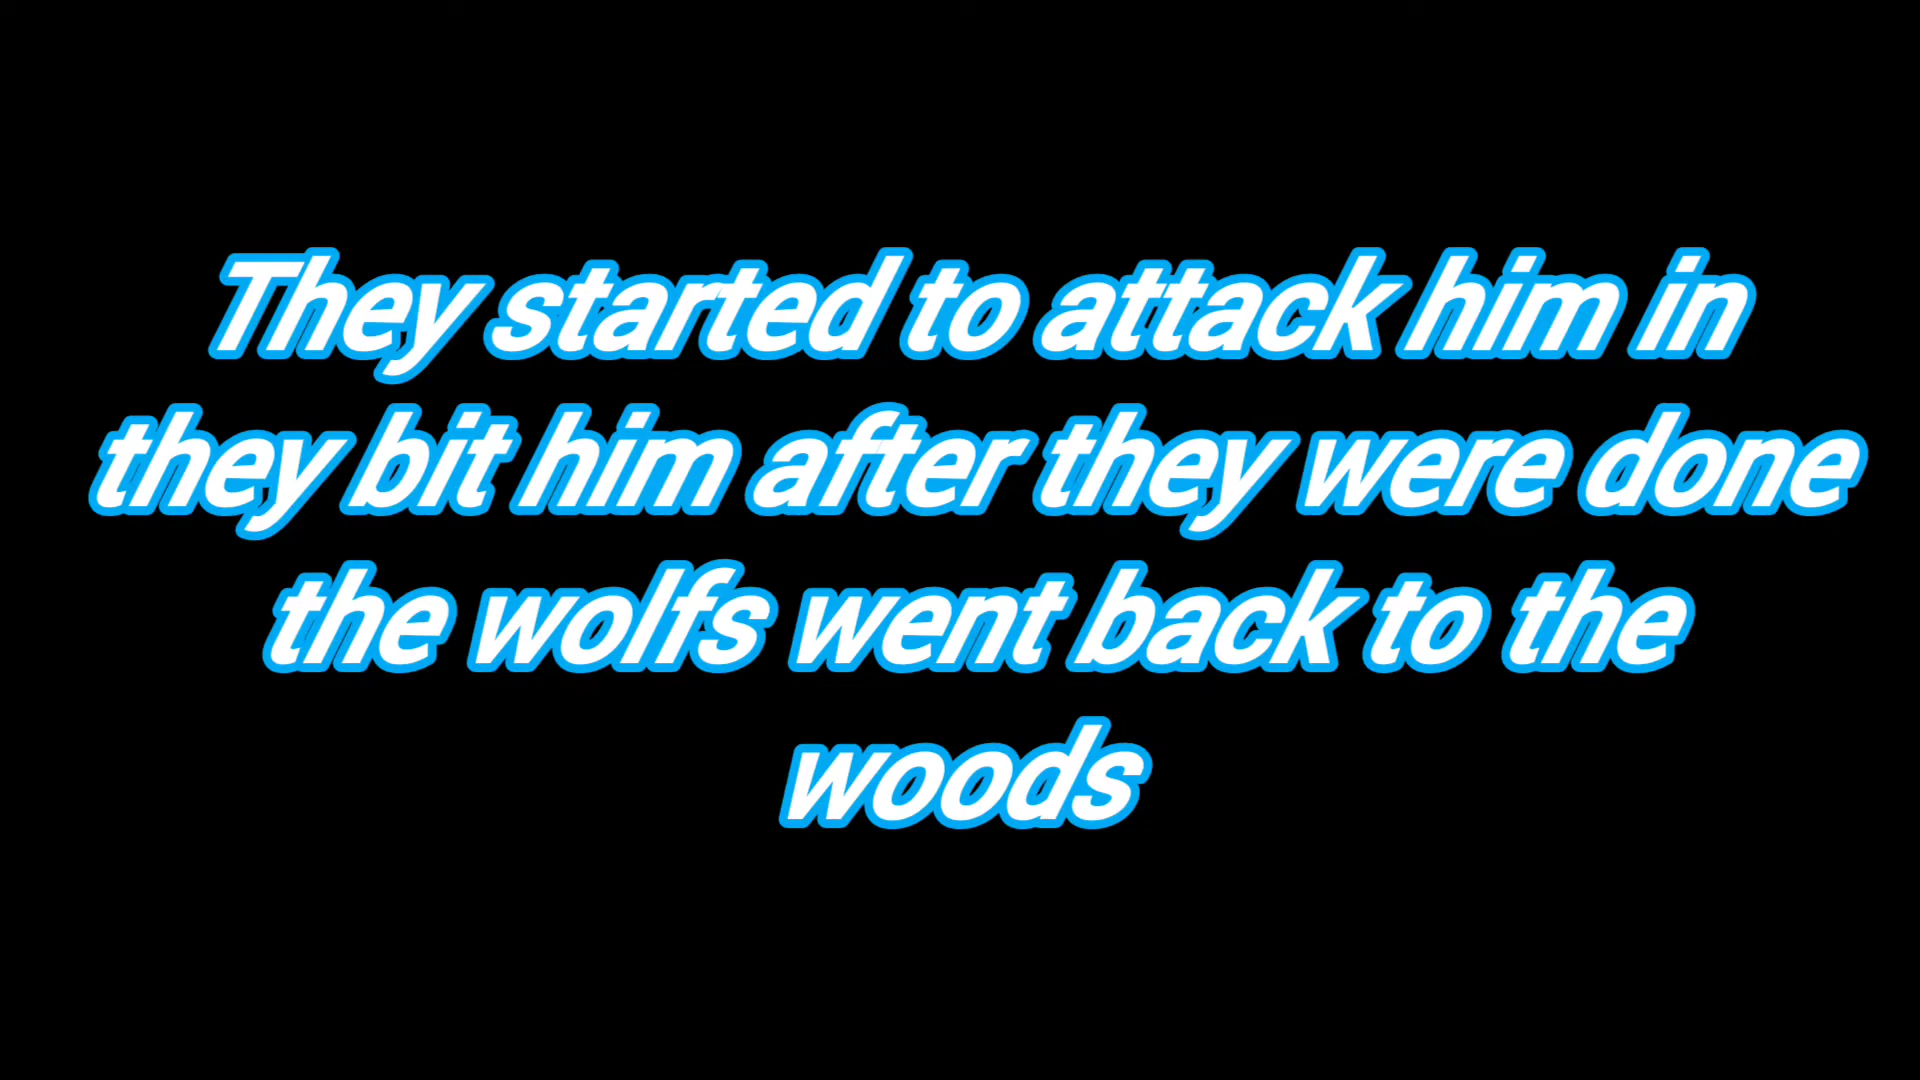 They started to attack him in
they bit him after they were done
the wolfs went back to the
woods